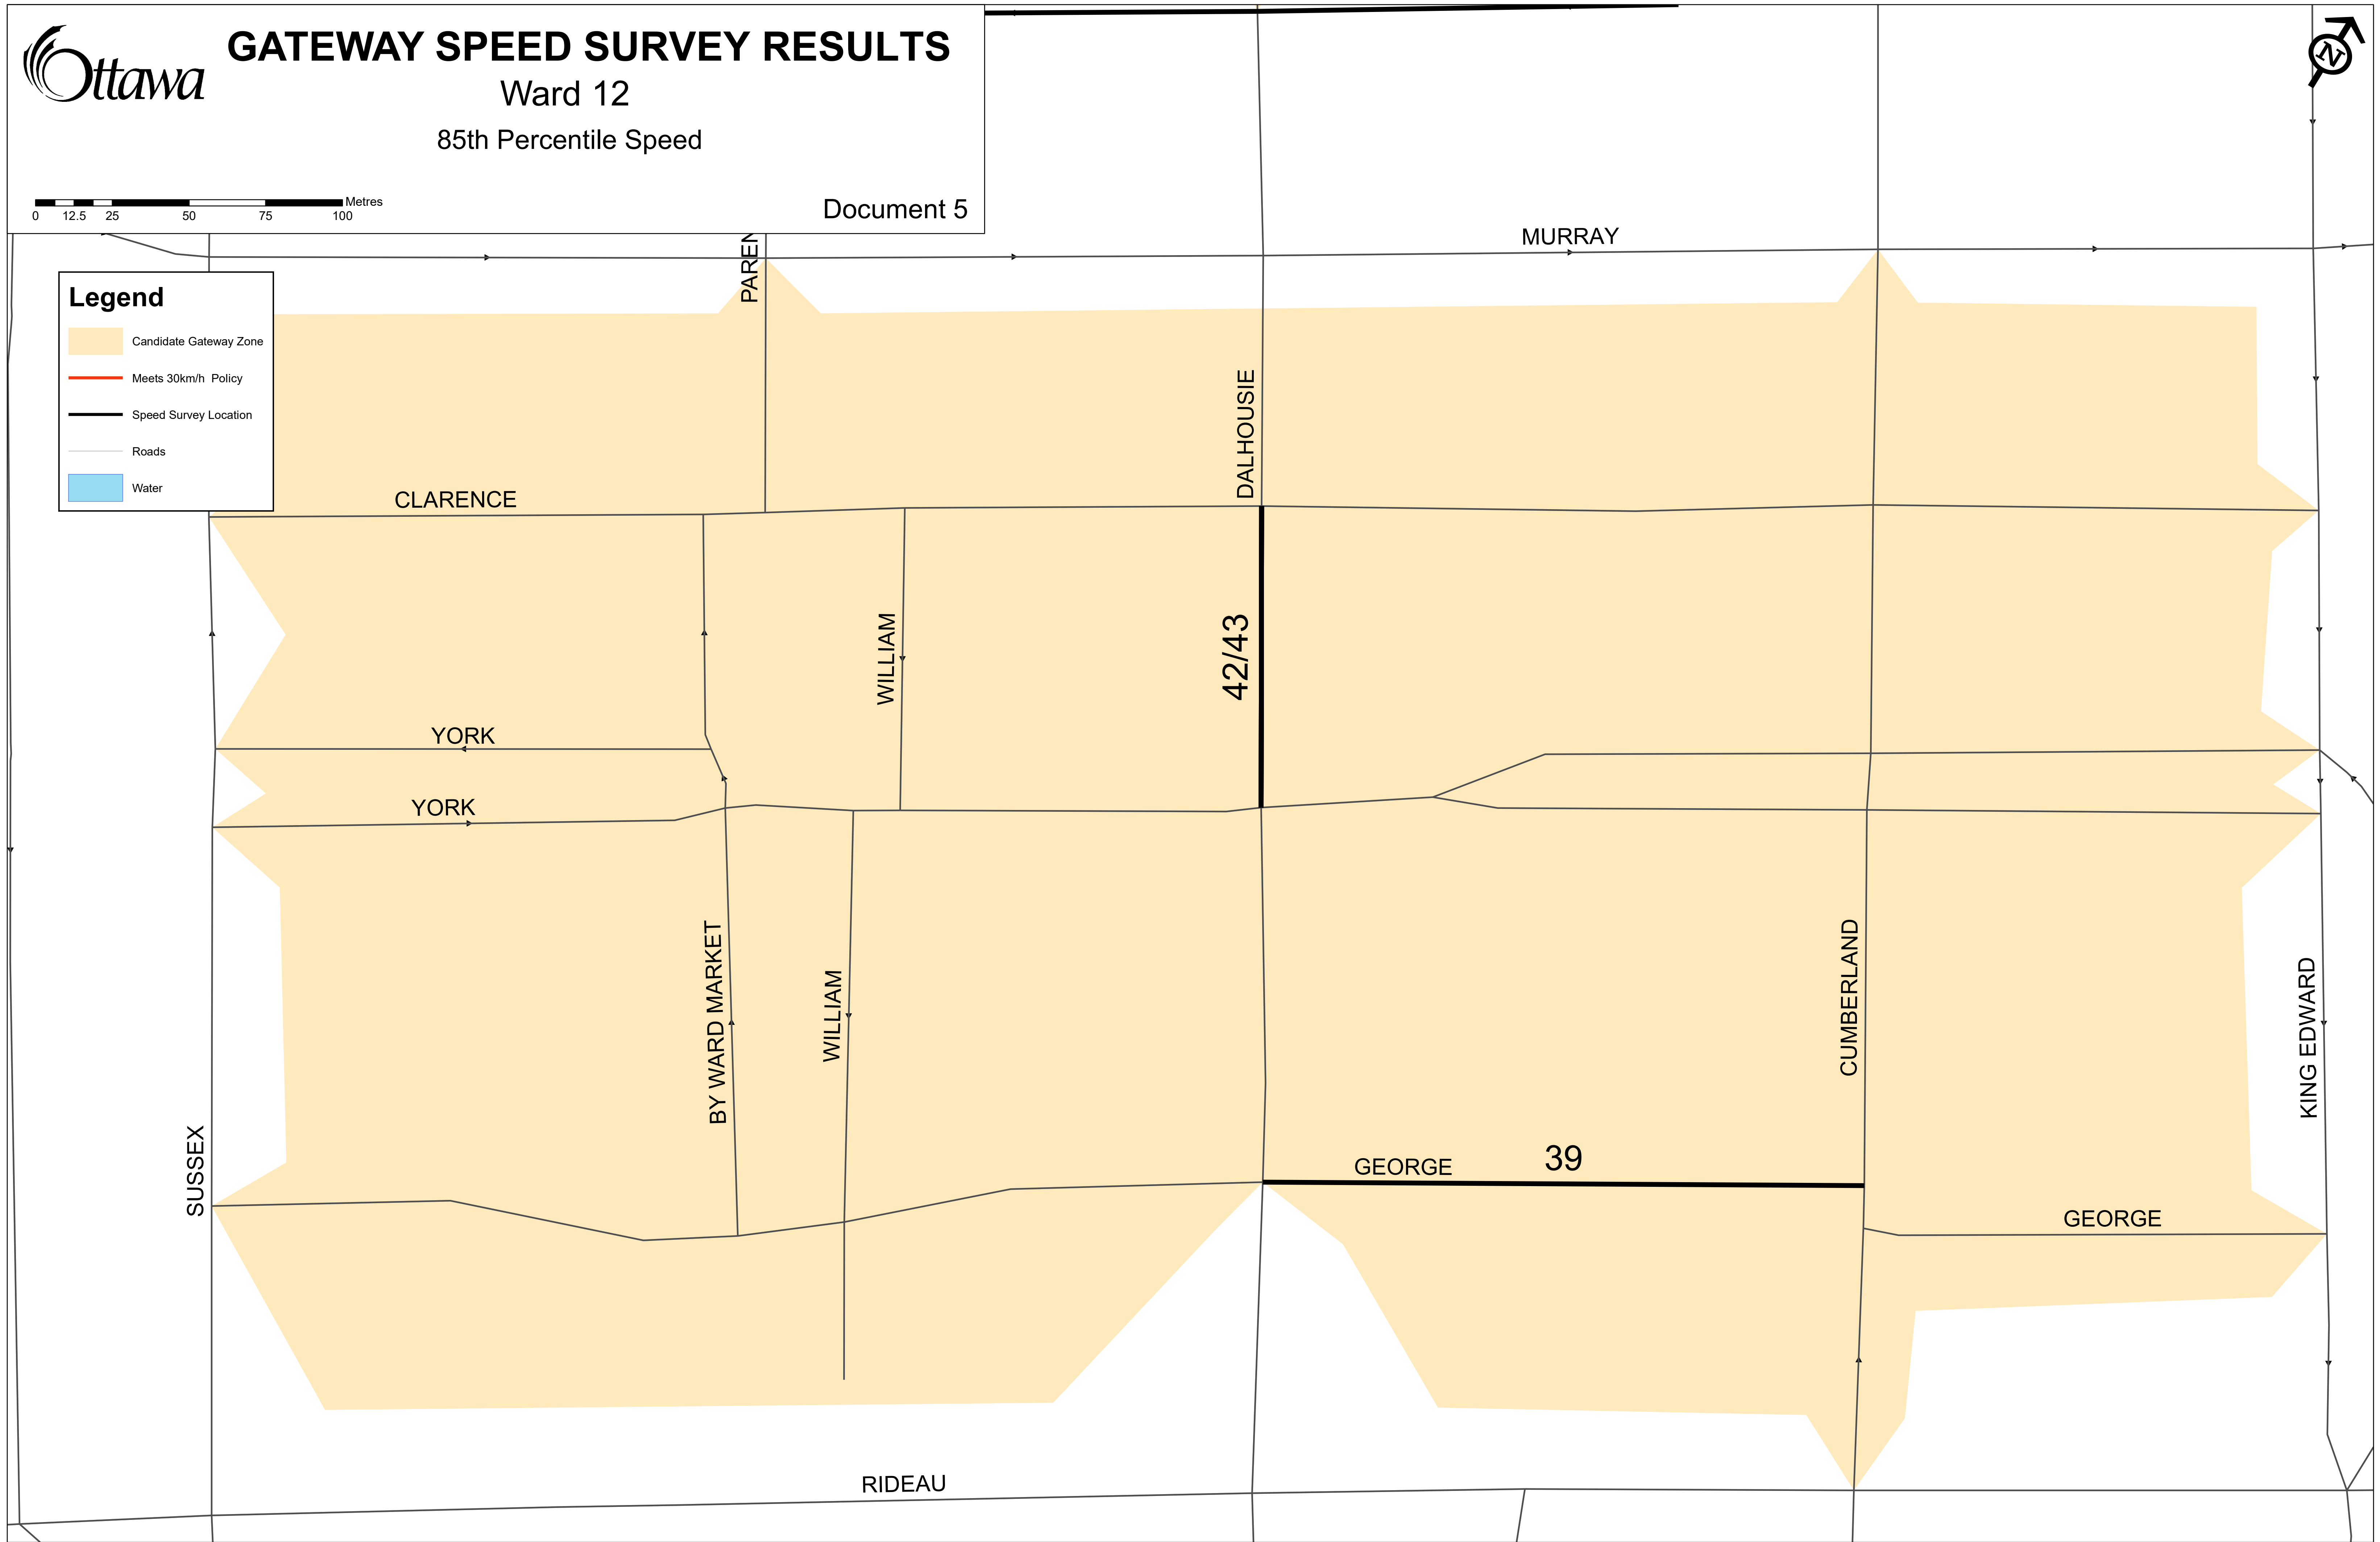 Ottawa
GATEWAY SPEED SURVEY RESULTS
Ward 12
85th Percentile Speed
Metres
0 12.5 25 50 75 100
Document 5
N
MURRAY
PAREN
Legend
Candidate Gateway Zone
Meets 30km/h Policy
Speed Survey Location
Roads
Water
DALHOUSIE
CLARENCE
WILLIAM
42/43
YORK
YORK
BY WARD MARKET
WILLIAM
CUMBERLAND
KING EDWARD
SUSSEX
GEORGE
39
GEORGE
RIDEAU